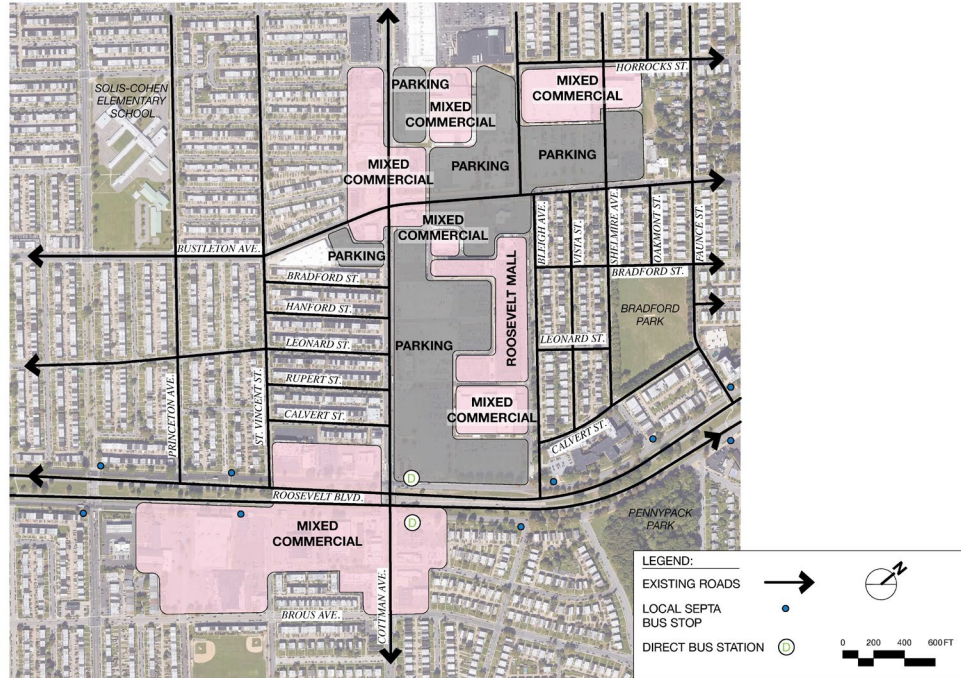 HORROCKS ST.
SOLIS-COHEN
ELEMENTARY
SCHOOL
PARKING
MIXED
COMMERCIAL
MIXED
COMMERCIAL
MIXED
COMMERCIAL
PARKING
PARKING
MIXED
COMMERCIAL
BUSTLETON AVE.
PARKING
BLEIGH AVE.
VISTA ST.
SHELMIRE AVE.
OAKMONT ST.
FAUNCE ST.
BRADFORD ST.
BRADFORD ST.
HANFORD ST.
LEONARD ST.
RUPERT ST.
CALVERT ST.
ROOSEVELT MALL
BRADFORD
PARK
LEONARD ST.
PARKING
PRINCETON AVE.
ST. VINCENT ST.
MIXED
COMMERCIAL
CALVERT ST.
D
ROOSEVELT BLVD.
D
MIXED
COMMERCIAL
PENNYPACK
PARK
BROUS AVE.
COTTMAN AVE.
LEGEND:
EXISTING ROADS
N
LOCAL SEPTA
BUS STOP
DIRECT BUS STATION
D
0 200 400 600 FT